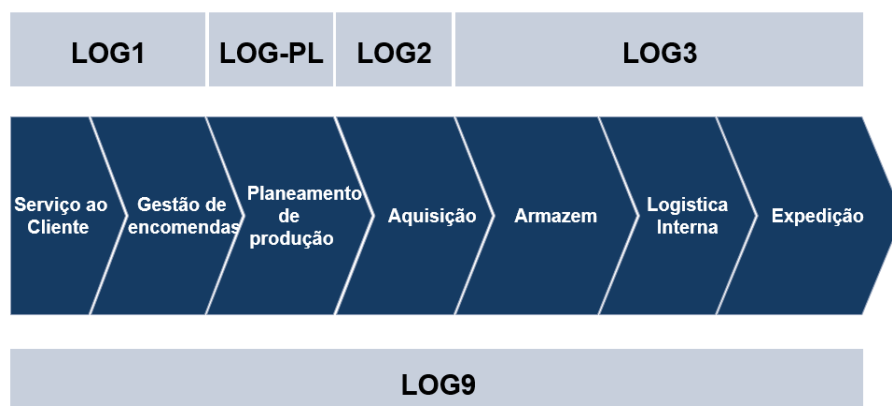 LOG1 LOG-PL LOG2 LOG3
Serviço ao
Cliente
Gestão de
encomendas
Planeamento
de
produção
Aquisição
Armazem
Logistica
Interna
Expedição
LOG9